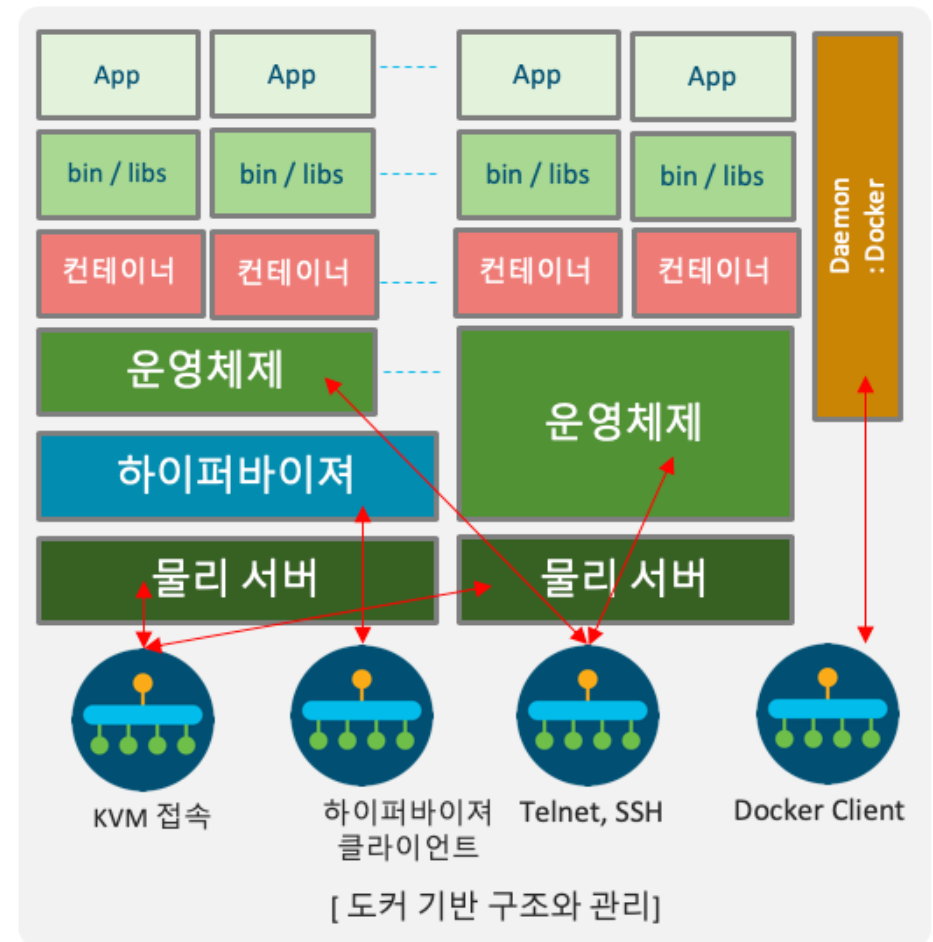 App
App
App
App
bin / libs
bin / libs
bin / libs
bin / libs
컨테이너
컨테이너
컨테이너
컨테이너
Daemon
: Docker
운영체제
운영체제
하이퍼바이져
물리 서버
물리 서버
KVM 접속
하이퍼바이져
클라이언트
Telnet, SSH
Docker Client
[ 도커 기반 구조와 관리]